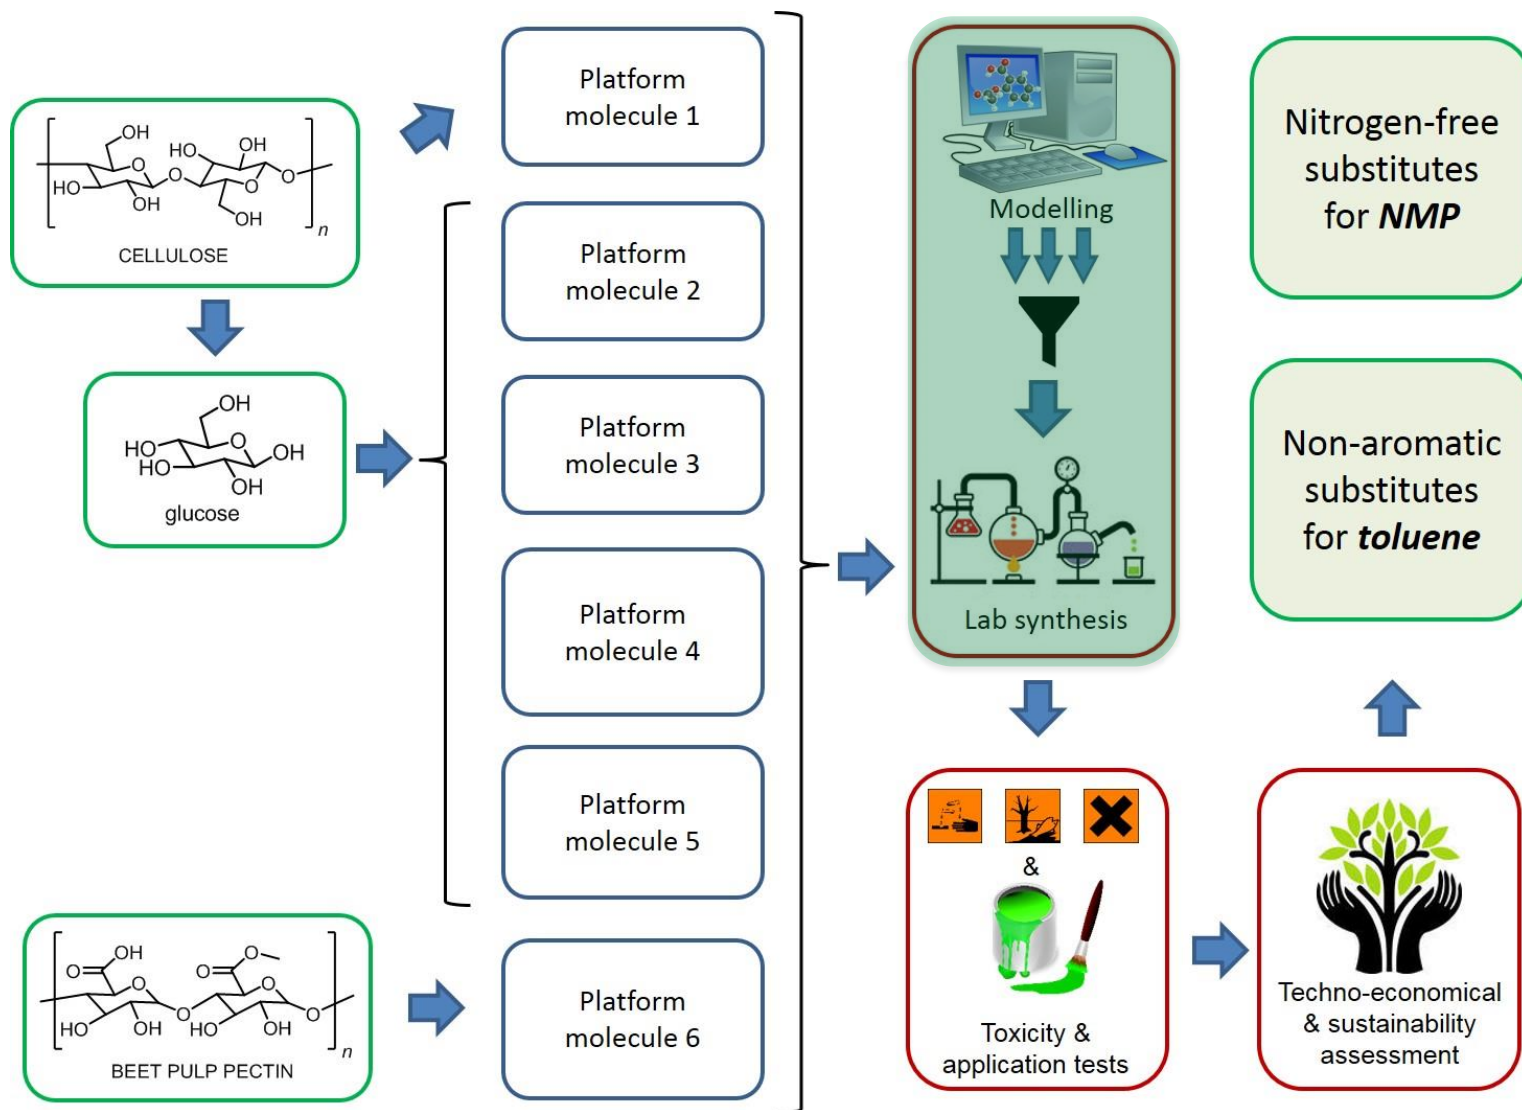 OH
O
OH
OH
HO
OH
O
O
HO
OH
O
OH
n
CELLULOSE
OH
HO
O
HO
OH
OH
glucose
OH
O
O
O
O
O
O
O
HO
OH
HO
OH
n
BEET PULP PECTIN
Platform
molecule 1
Platform
molecule 2
Platform
molecule 3
Platform
molecule 4
Platform
molecule 5
Platform
molecule 6
Modelling
Lab synthesis
&
Toxicity &
application tests
Techno-economical
& sustainability
assessment
Nitrogen-free
substitutes
for NMP
Non-aromatic
substitutes
for toluene